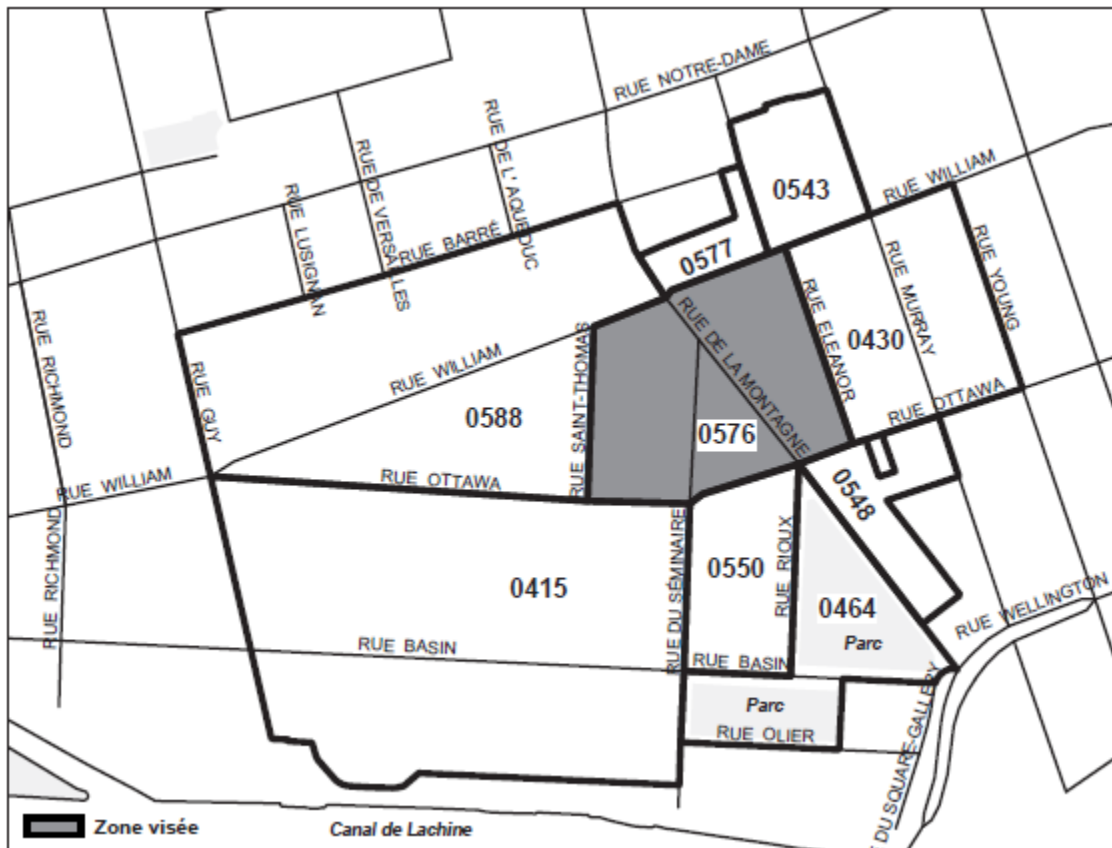 RUE NOTRE-DAME
RUE DE L' AQUEDUC
RUE DE VERSAILLES
RUE LUSIGNAN
RUE BARRÉ
0543
RUE WILLIAM
0577
RUE MURRAY
RUE YOUNG
RUE ELEANOR
0430
RUE DE LA MONTAGNE
RUE RICHMOND
RUE GUY
RUE WILLIAM
RUE SAINT-THOMAS
0588
0576
RUE OTTAWA
RUE OTTAWA
RUE WILLIAM
0548
RUE RICHMOND
RUE DU SÉMINAIRE
0550
RUE RIOUX
0415
0464
Parc
RUE WELLINGTON
RUE BASIN
RUE BASIN
Parc
RUE OLIER
DU SQUARE-GALLERY
Zone visée
Canal de Lachine